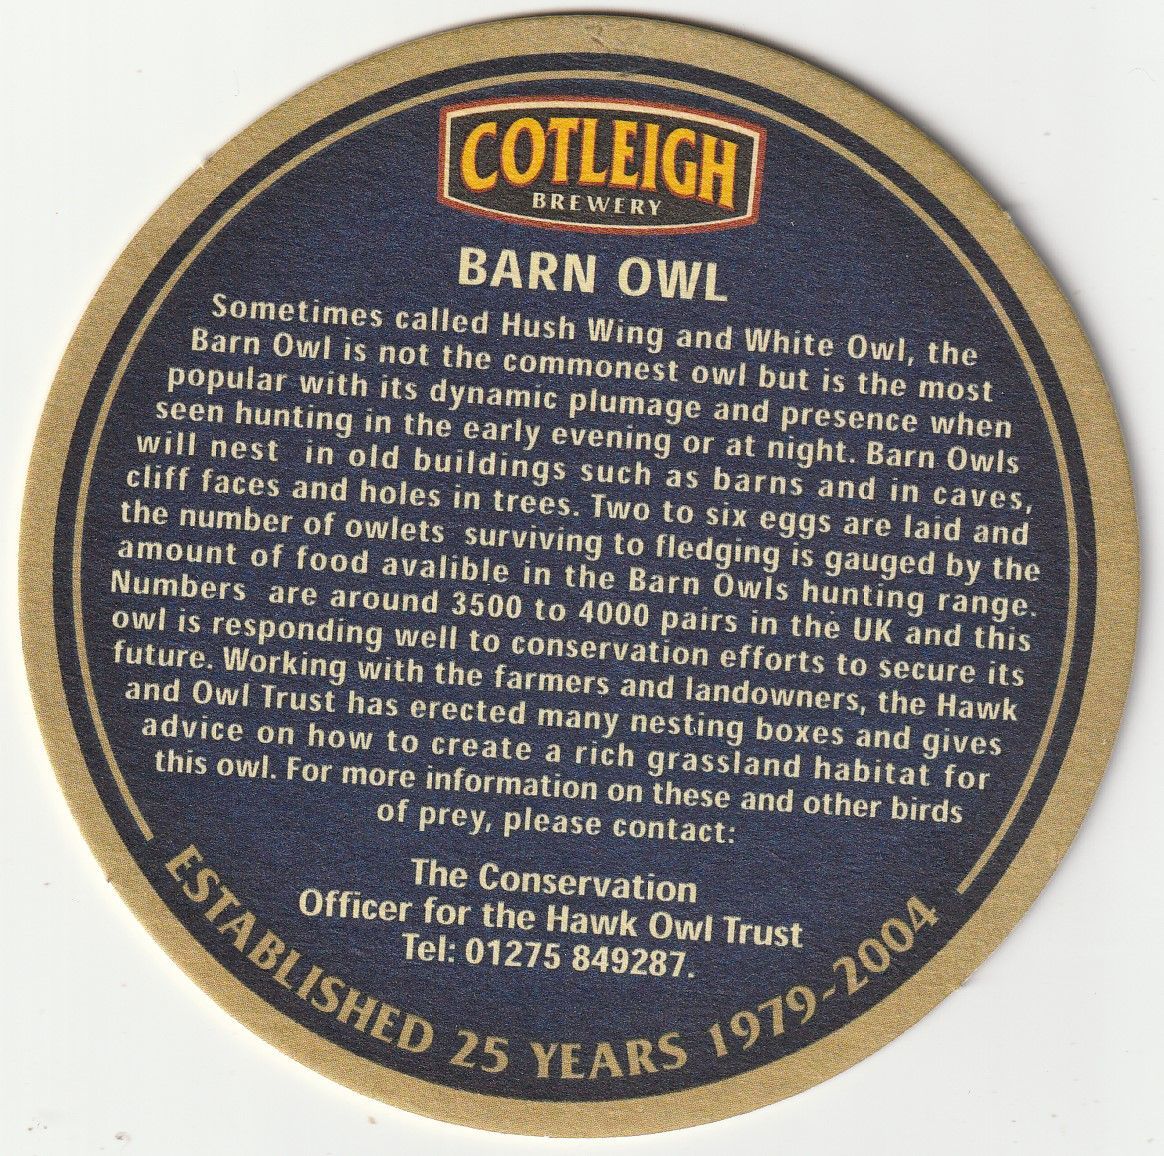 COTLEIGH
BREWERY
BARN OWL
Sometimes called Hush Wing and White Owl, the
Barn Owl is not the commonest owl but is the most
popular with its dynamic plumage and presence when
seen hunting in the early evening or at night. Barn Owls
will nest in old buildings such as barns and in caves,
cliff faces and holes in trees. Two to six eggs are laid and
the number of owlets surviving to fledging is gauged by the
amount of food avalible in the Barn Owls hunting range.
Numbers are around 3500 to 4000 pairs in the UK and this
owl is responding well to conservation efforts to secure its
future. Working with the farmers and landowners, the Hawk
and Owl Trust has erected many nesting boxes and gives
advice on how to create a rich grassland habitat for
this owl. For more information on these and other birds
of prey, please contact:
The Conservation
Officer for the Hawk Owl Trust
Tel: 01275 849287.
ESTABLISHED 25 YEARS 1979-2004